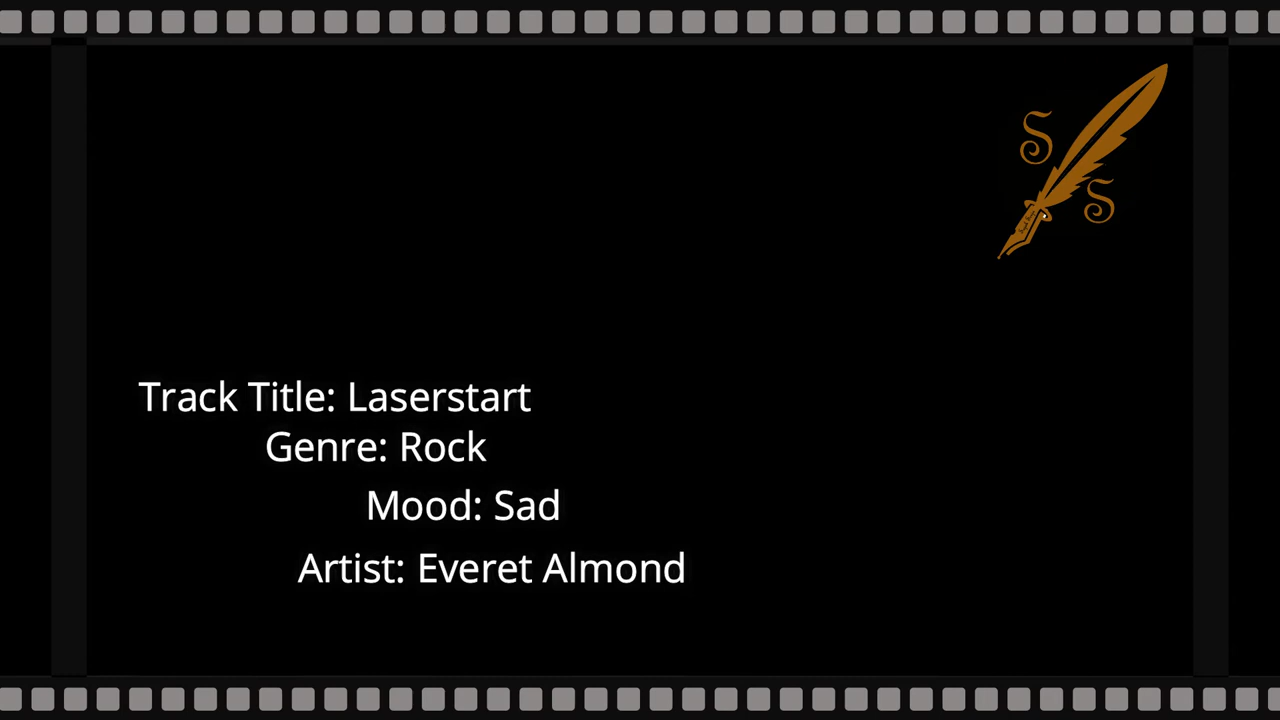 S
S
Track Title: Laserstart
Genre: Rock
Mood: Sad
Artist: Everet Almond